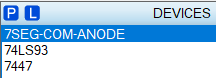 P L DEVICES
7SEG-COM-ANODE
74LS93
7447